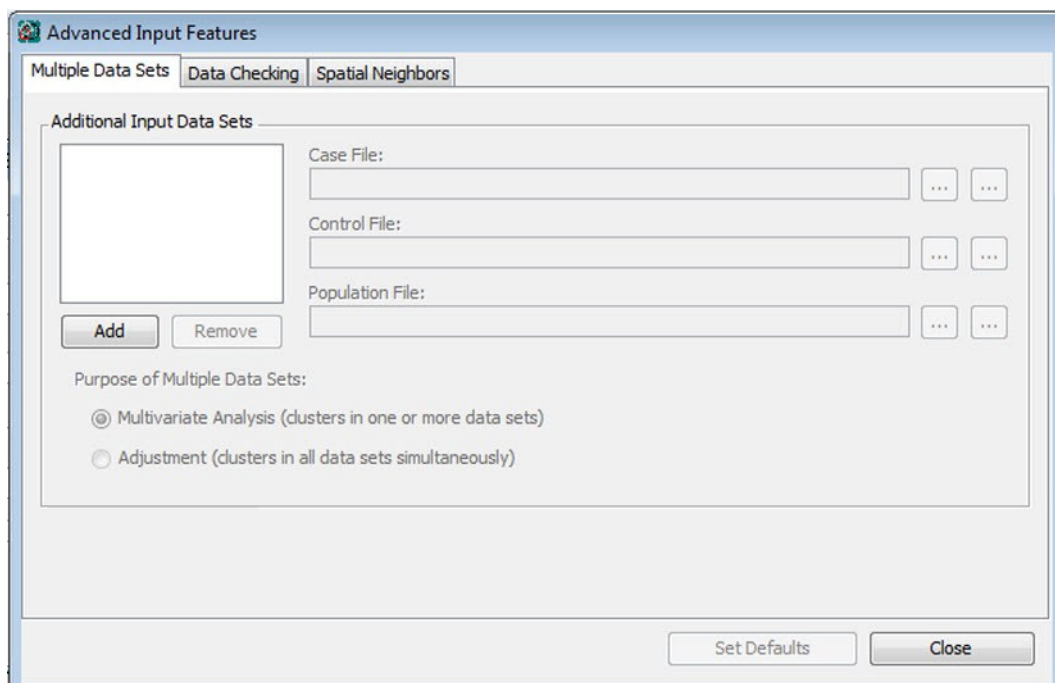 Advanced Input Features
Multiple Data Sets Data Checking Spatial Neighbors
Additional Input Data Sets
Case File:
... ...
Control File:
... ...
Population File:
... ...
Add Remove
Purpose of Multiple Data Sets:
Multivariate Analysis (clusters in one or more data sets)
Adjustment (clusters in all data sets simultaneously)
Set Defaults Close